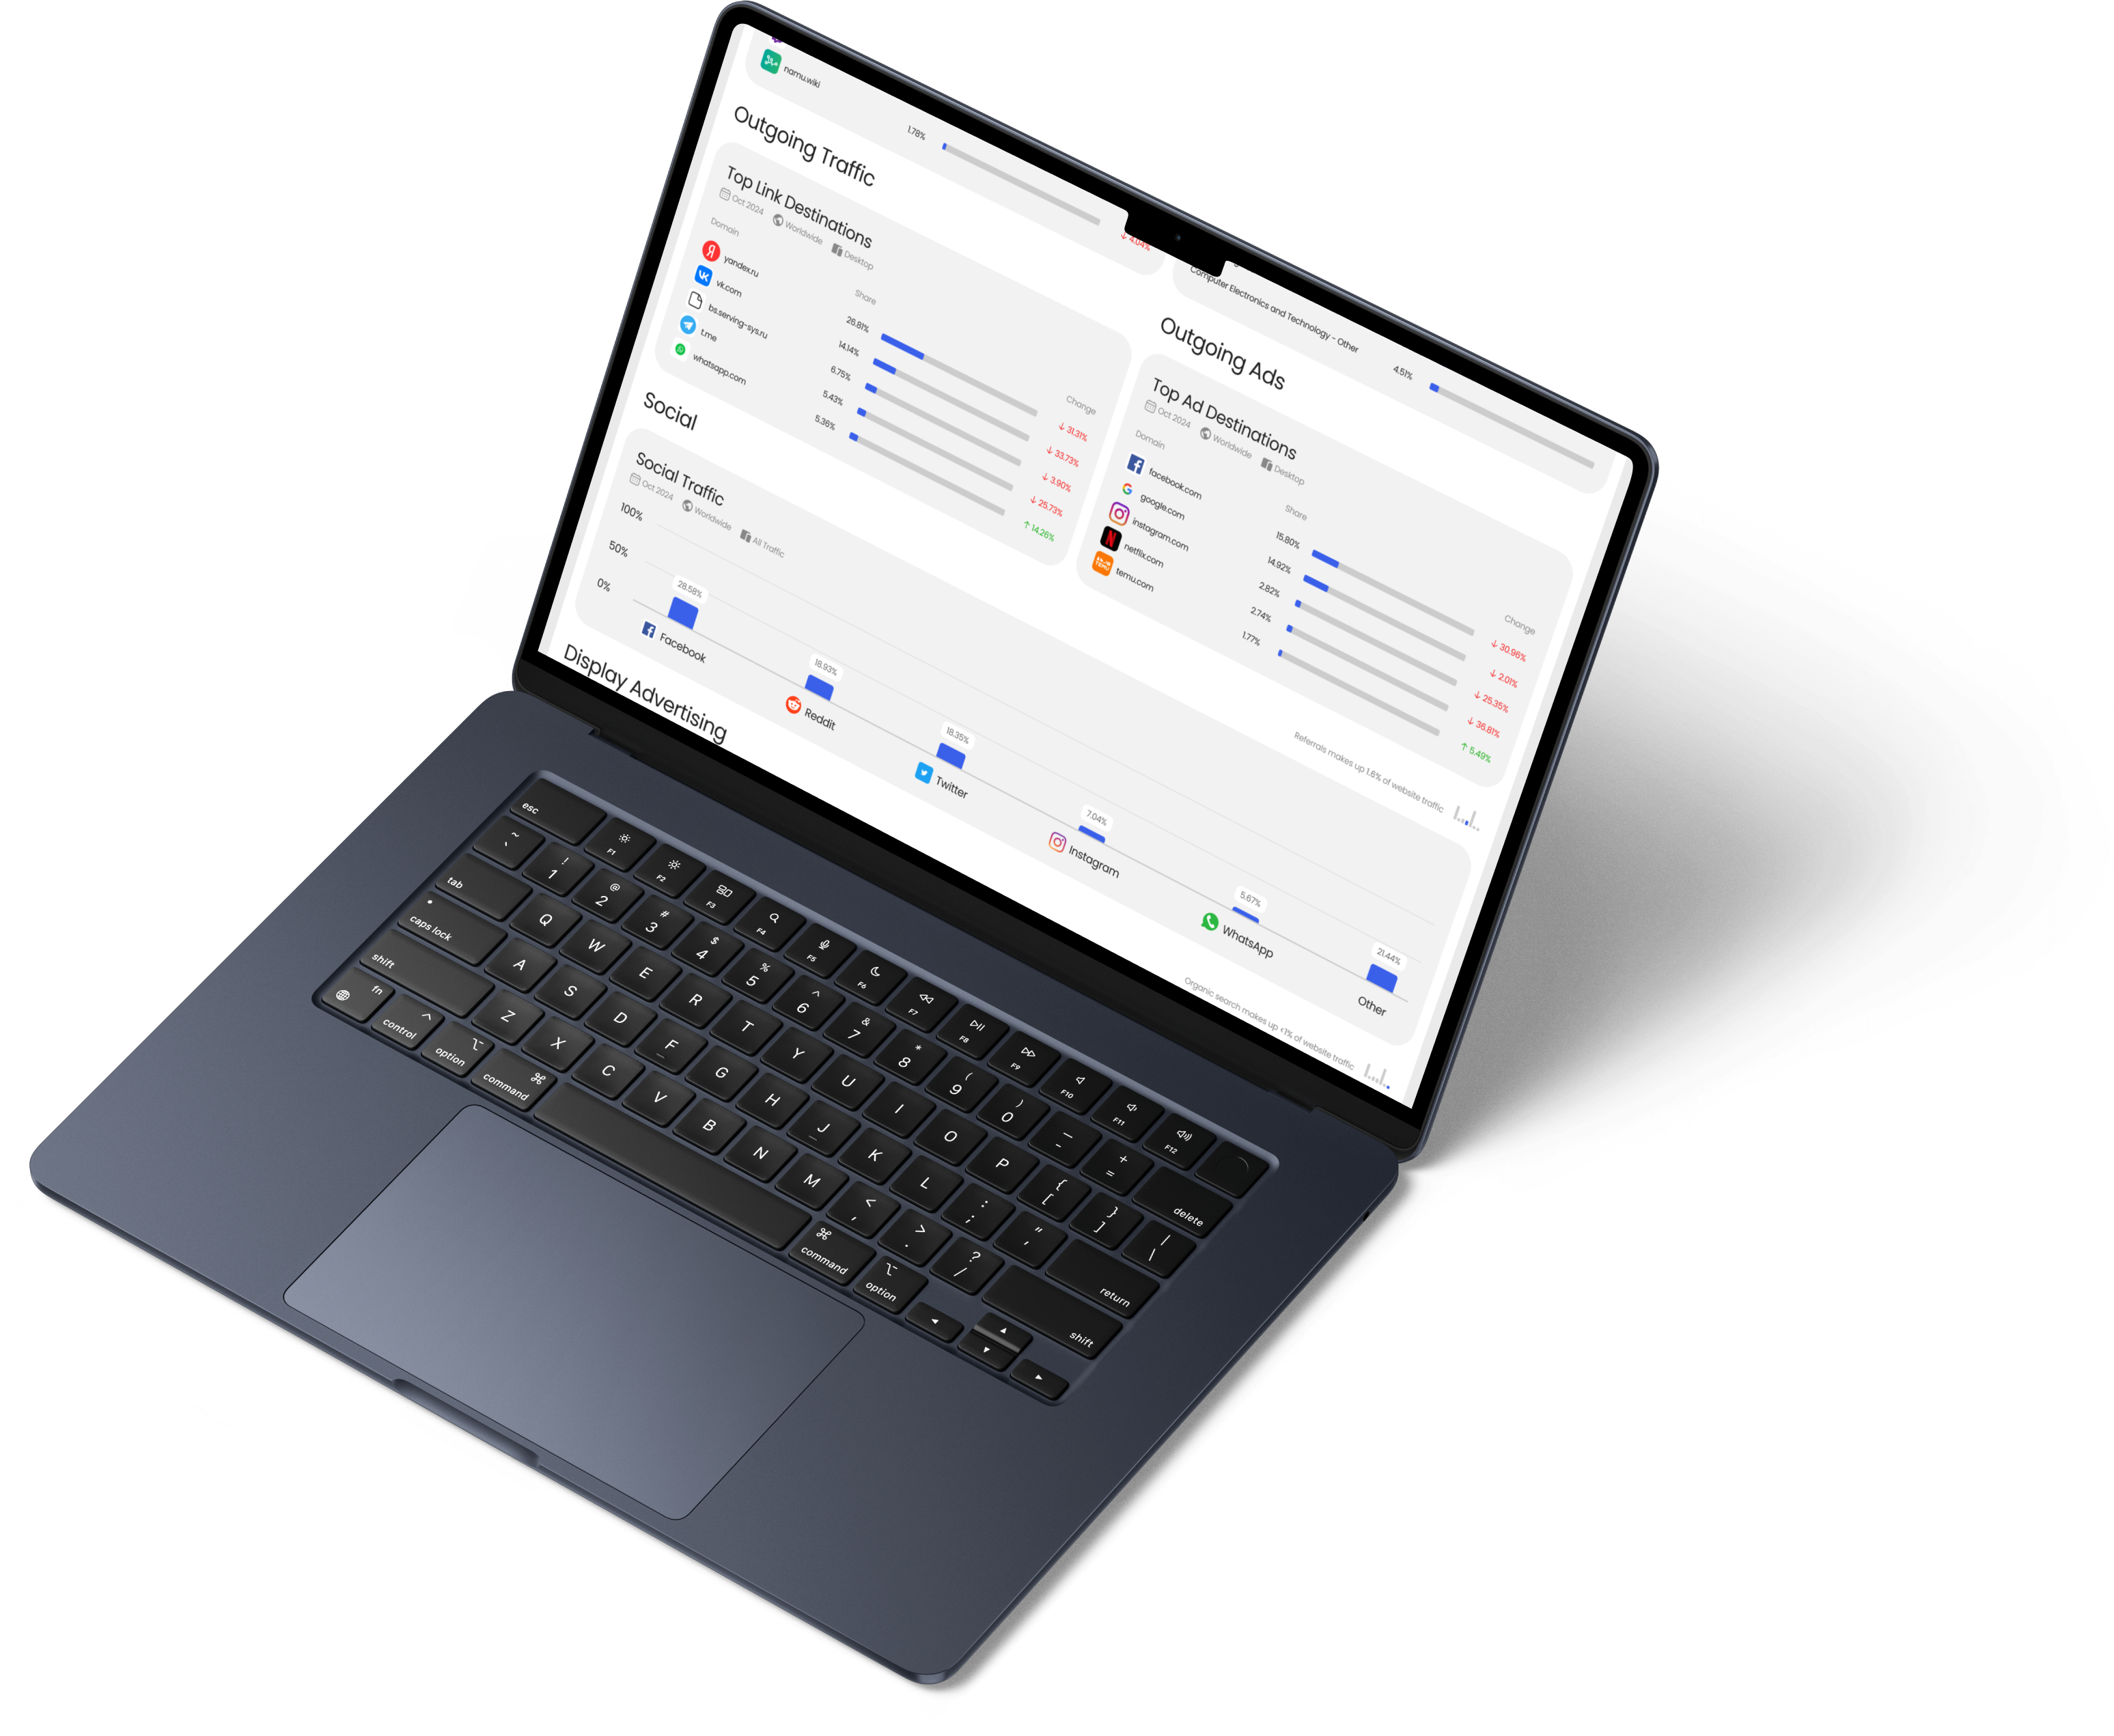 namu.wiki
1.78%
4.04%
Computer Electronics and Technology - Other
4.51%
Outgoing Traffic
Top Link Destinations
Oct 2024 Worldwide Desktop
Domain Share Change
yandex.ru 26.81% ↓ 31.31%
vk.com 14.14% ↓ 33.73%
bs.serving-sys.ru 6.75% ↓ 3.90%
t.me 5.43% ↓ 25.73%
whatsapp.com 5.36% ↑ 14.26%
Outgoing Ads
Top Ad Destinations
Oct 2024 Worldwide Desktop
Domain Share Change
facebook.com 15.80% ↓ 30.96%
google.com 14.92% ↓ 2.01%
instagram.com 2.82% ↓ 25.35%
netflix.com 2.74% ↓ 36.81%
temu.com 1.77% ↑ 5.49%
Social
Referrals makes up 1.6% of website traffic
Social Traffic
Oct 2024 Worldwide All Traffic
100%
50%
0%
28.58% 18.93% 18.35% 7.04% 5.67% 21.44%
Facebook Reddit Twitter Instagram WhatsApp Other
Display Advertising
Organic search makes up <1% of website traffic
esc F1 F2 F3 F4 F5 F6 F7 F8 F9 F10 F11 F12
~ ` ! 1 @ 2 # 3 $ 4 % 5 ^ 6 & 7 * 8 ( 9 ) 0 — - + = delete
tab Q W E R T Y U I O P { [ } ] | \
caps lock A S D F G H J K L : ; " ' return
shift Z X C V B N M < , > . ? / shift
fn control option command command option